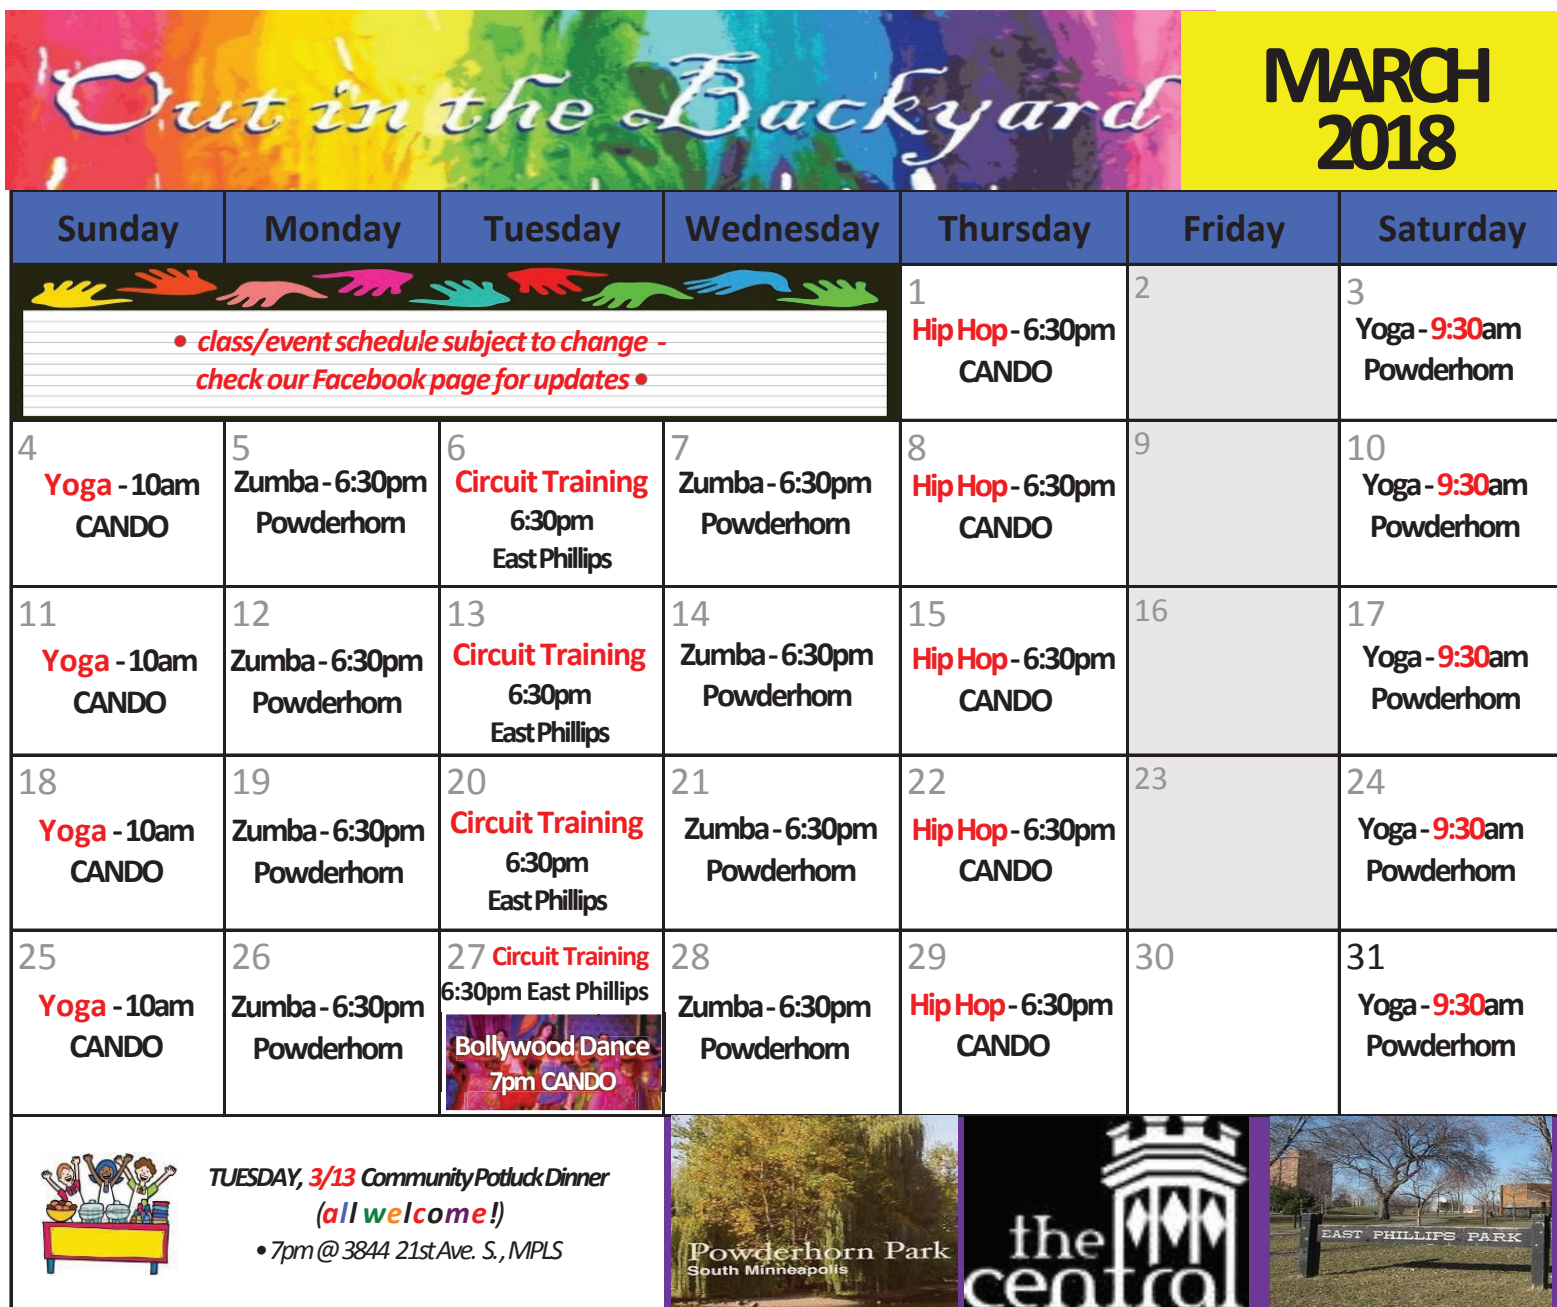 Out in the Backyard
MARCH
2018
Sunday Monday Tuesday Wednesday Thursday Friday Saturday
• class/event schedule subject to change -
check our Facebook page for updates •
1
Hip Hop - 6:30pm
CANDO
2
3
Yoga - 9:30am
Powderhorn
4
Yoga - 10am
CANDO
5
Zumba - 6:30pm
Powderhorn
6
Circuit Training
6:30pm
East Phillips
7
Zumba - 6:30pm
Powderhorn
8
Hip Hop - 6:30pm
CANDO
9
10
Yoga - 9:30am
Powderhorn
11
Yoga - 10am
CANDO
12
Zumba - 6:30pm
Powderhorn
13
Circuit Training
6:30pm
East Phillips
14
Zumba - 6:30pm
Powderhorn
15
Hip Hop - 6:30pm
CANDO
16
17
Yoga - 9:30am
Powderhorn
18
Yoga - 10am
CANDO
19
Zumba - 6:30pm
Powderhorn
20
Circuit Training
6:30pm
East Phillips
21
Zumba - 6:30pm
Powderhorn
22
Hip Hop - 6:30pm
CANDO
23
24
Yoga - 9:30am
Powderhorn
25
Yoga - 10am
CANDO
26
Zumba - 6:30pm
Powderhorn
27 Circuit Training
6:30pm East Phillips
Bollywood Dance
7pm CANDO
28
Zumba - 6:30pm
Powderhorn
29
Hip Hop - 6:30pm
CANDO
30
31
Yoga - 9:30am
Powderhorn
TUESDAY, 3/13 Community Potluck Dinner
(all welcome!)
• 7pm @ 3844 21st Ave. S., MPLS
Powderhorn Park
South Minneapolis
the
central
EAST PHILLIPS PARK